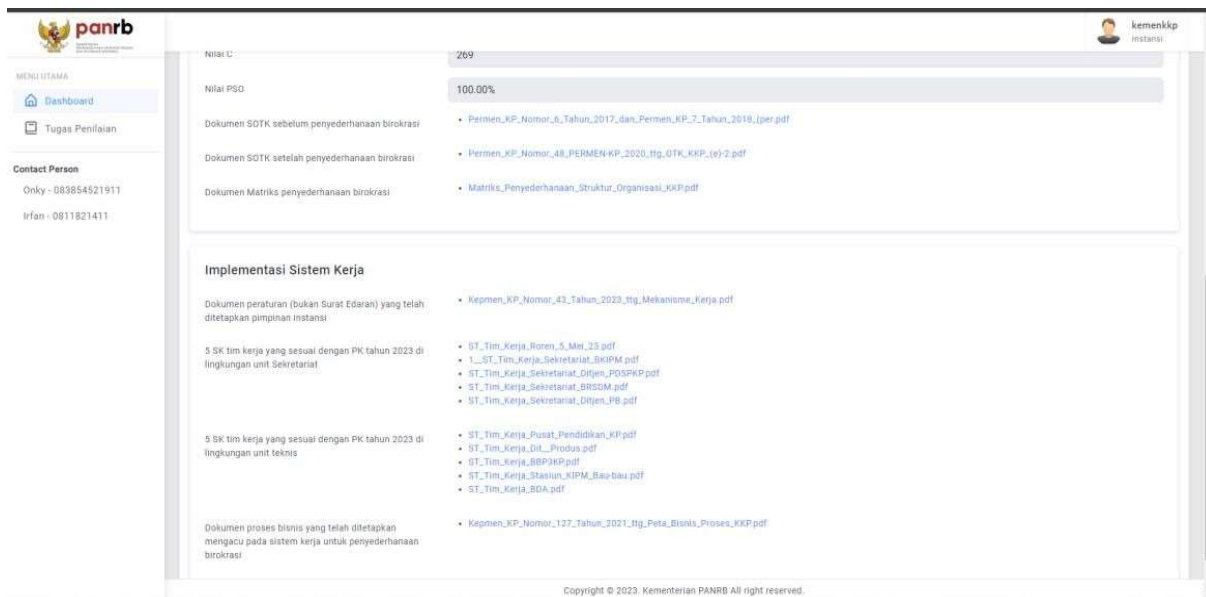 panrb
kemenkkp
instansi
MENU UTAMA
Dashboard
Tugas Penilaian
Contact Person
Onky - 083854521911
Irfan - 0811821411
Nilai C
269
Nilai PSO
100.00%
Dokumen SOTK sebelum penyederhanaan birokrasi
• Permen_KP_Nomor_6_Tahun_2017_dan_Permen_KP_7_Tahun_2018_(per.pdf
Dokumen SOTK setelah penyederhanaan birokrasi
• Permen_KP_Nomor_48_PERMEN-KP_2020_ttg_OTK_KKP_(e)-2.pdf
Dokumen Matriks penyederhanaan birokrasi
• Matriks_Penyederhanaan_Struktur_Organisasi_KKP.pdf
Implementasi Sistem Kerja
Dokumen peraturan (bukan Surat Edaran) yang telah
ditetapkan pimpinan instansi
• Kepmen_KP_Nomor_43_Tahun_2023_ttg_Mekanisme_Kerja.pdf
5 SK tim kerja yang sesuai dengan PK tahun 2023 di
lingkungan unit Sekretariat
• ST_Tim_Kerja_Roren_5_Mei_23.pdf
• 1__ST_Tim_Kerja_Sekretariat_BKIPM.pdf
• ST_Tim_Kerja_Sekretariat_Ditjen_PDSPKP.pdf
• ST_Tim_Kerja_Sekretariat_BRSDM.pdf
• ST_Tim_Kerja_Sekretariat_Ditjen_PB.pdf
5 SK tim kerja yang sesuai dengan PK tahun 2023 di
lingkungan unit teknis
• ST_Tim_Kerja_Pusat_Pendidikan_KP.pdf
• ST_Tim_Kerja_Dit__Produs.pdf
• ST_Tim_Kerja_BBP3KP.pdf
• ST_Tim_Kerja_Stasiun_KIPM_Bau-bau.pdf
• ST_Tim_Kerja_BDA.pdf
Dokumen proses bisnis yang telah ditetapkan
mengacu pada sistem kerja untuk penyederhanaan
birokrasi
• Kepmen_KP_Nomor_127_Tahun_2021_ttg_Peta_Bisnis_Proses_KKP.pdf
Copyright © 2023. Kementerian PANRB All right reserved.